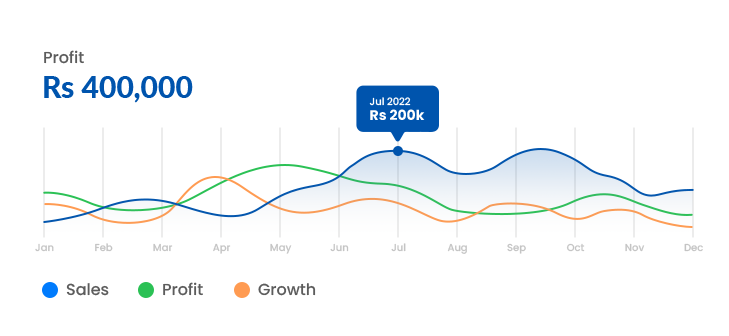 Profit
Rs 400,000
Jul 2022
Rs 200k
Jan Feb Mar Apr May Jun Jul Aug Sep Oct Nov Dec
Sales Profit Growth